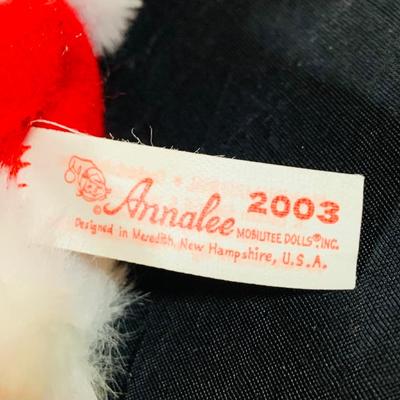 © Annalee 2003
MOBILITEE DOLLS®, INC.
Designed in Meredith, New Hampshire, U.S.A.